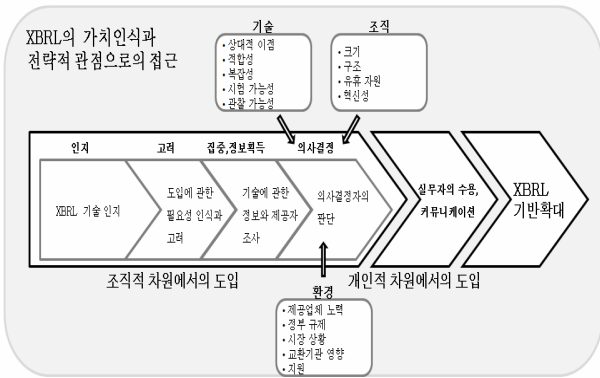 XBRL의 가치인식과
전략적 관점으로의 접근
기술
• 상대적 이점
• 적합성
• 복잡성
• 시험 가능성
• 관찰 가능성
조직
• 크기
• 구조
• 유휴 자원
• 혁신성
인지
고려
집중,정보획득
의사결정
XBRL 기술 인지
도입에 관한
필요성 인식과
고려
기술에 관한
정보와 제공자
조사
의사결정자의
판단
실무자의 수용,
커뮤니케이션
XBRL
기반확대
조직적 차원에서의 도입
개인적 차원에서의 도입
환경
• 제공업체 노력
• 정부 규제
• 시장 상황
• 교환기관 영향
• 지원